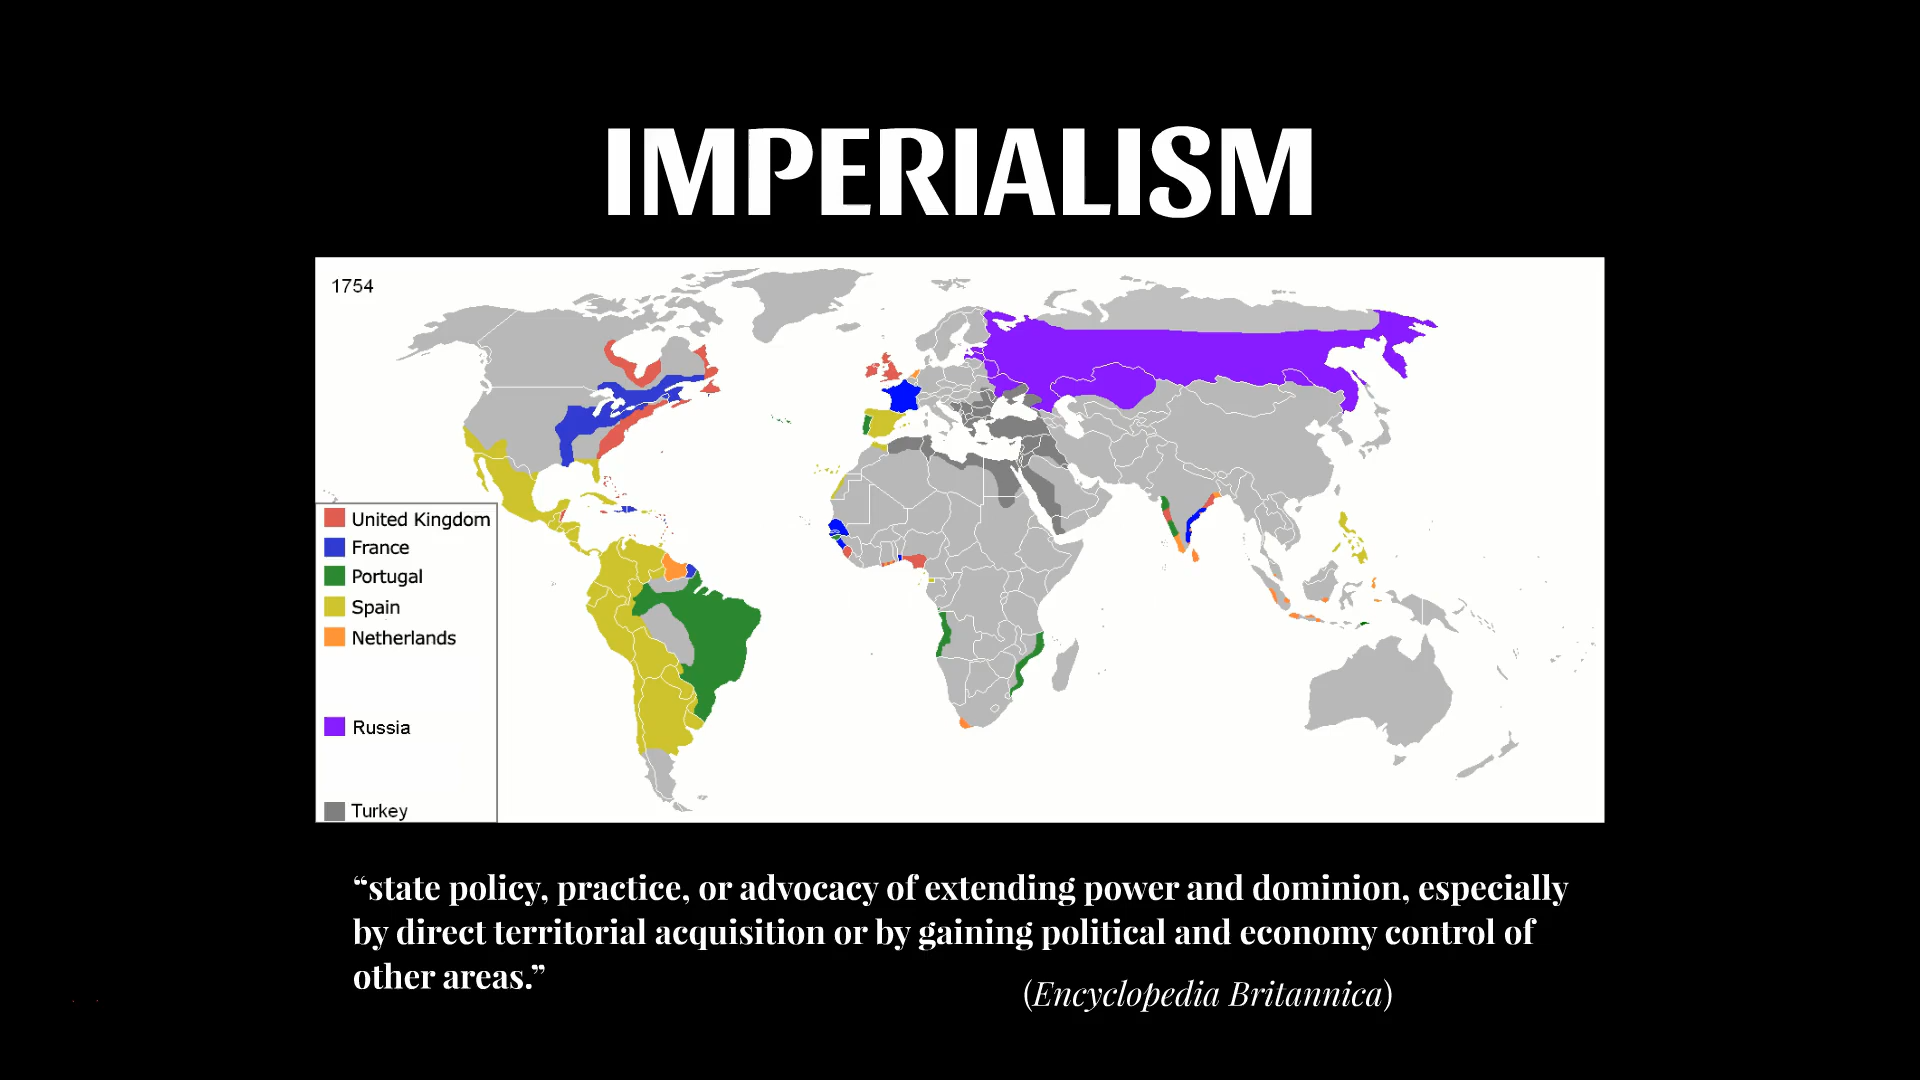 IMPERIALISM
1754
United Kingdom
France
Portugal
Spain
Netherlands
Russia
Turkey
“state policy, practice, or advocacy of extending power and dominion, especially
by direct territorial acquisition or by gaining political and economy control of
other areas.”
(Encyclopedia Britannica)